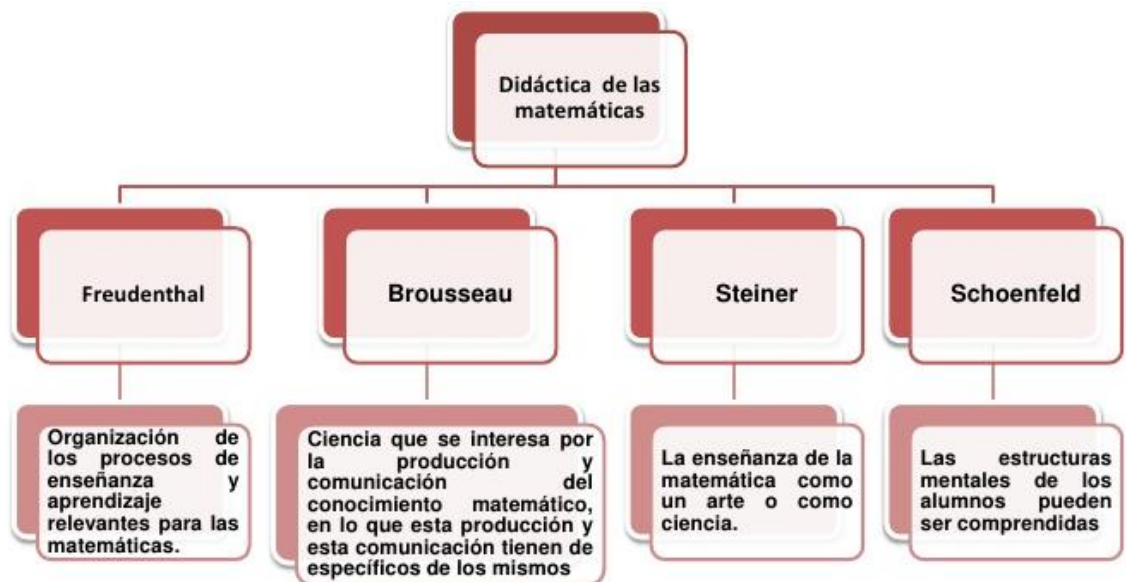 Didáctica de las
matemáticas
Freudenthal
Brousseau
Steiner
Schoenfeld
Organización de
los procesos de
enseñanza y
aprendizaje
relevantes para las
matemáticas.
Ciencia que se interesa por
la producción y
comunicación del
conocimiento matemático,
en lo que esta producción y
esta comunicación tienen de
específicos de los mismos
La enseñanza de la
matemática como
un arte o como
ciencia.
Las estructuras
mentales de los
alumnos pueden
ser comprendidas